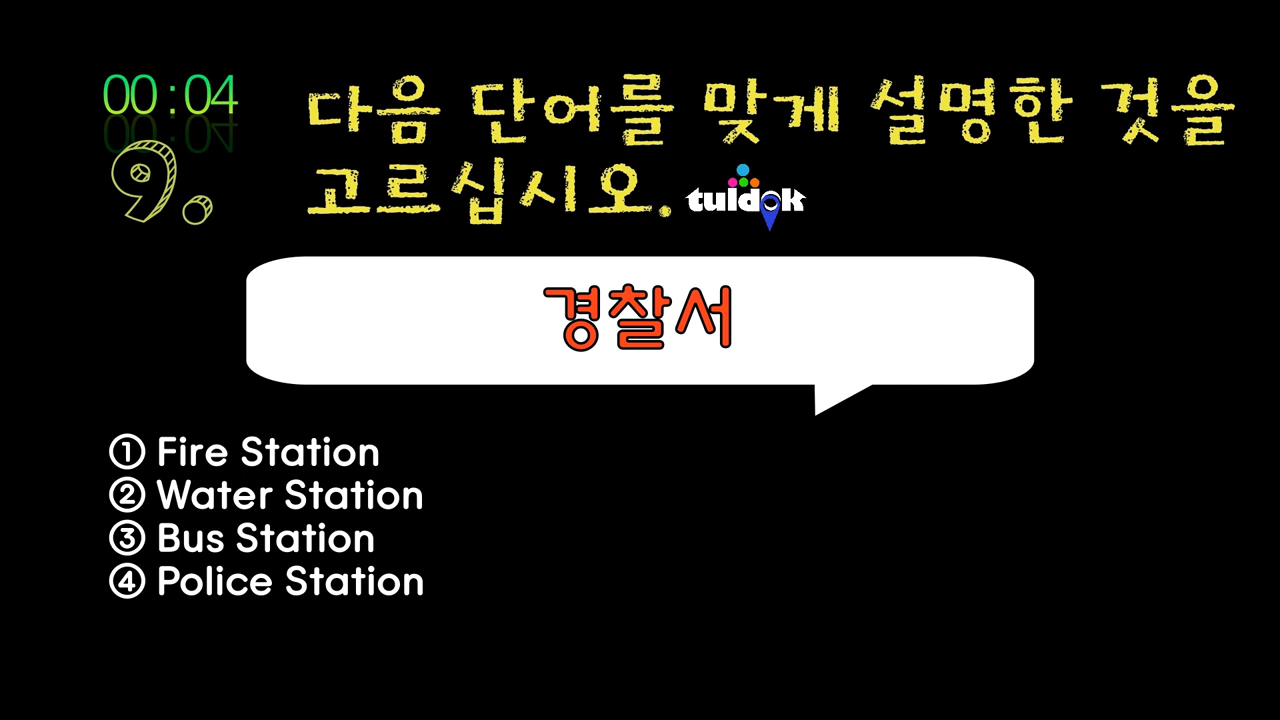 00:04
9.
다음 단어를 맞게 설명한 것을
고르십시오.
tuldok
경찰서
① Fire Station
② Water Station
③ Bus Station
④ Police Station